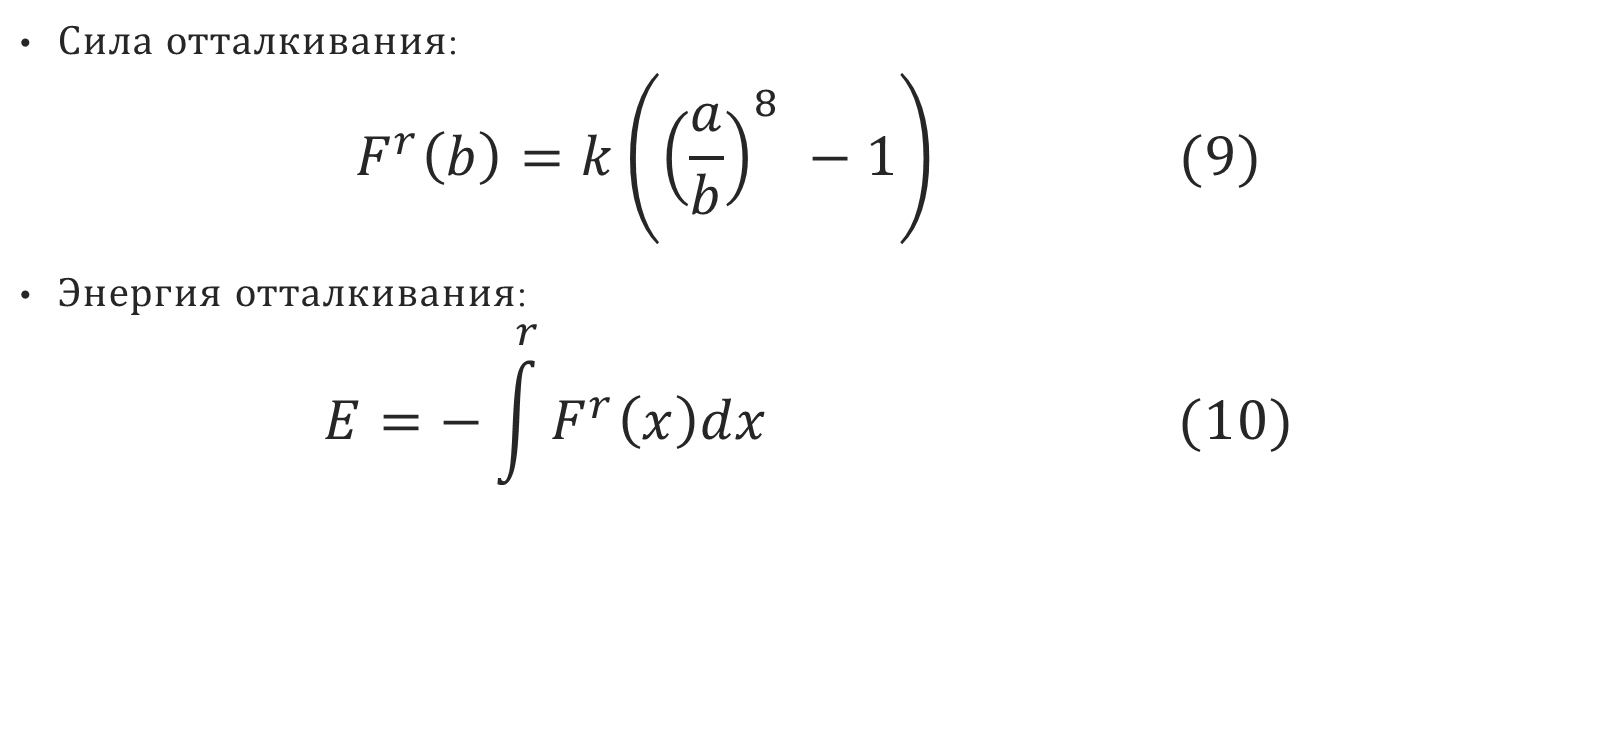 • Сила отталкивания:
F^r(b) = k((a/b)^8 − 1) (9)
• Энергия отталкивания:
E = −∫^r F^r(x)dx (10)